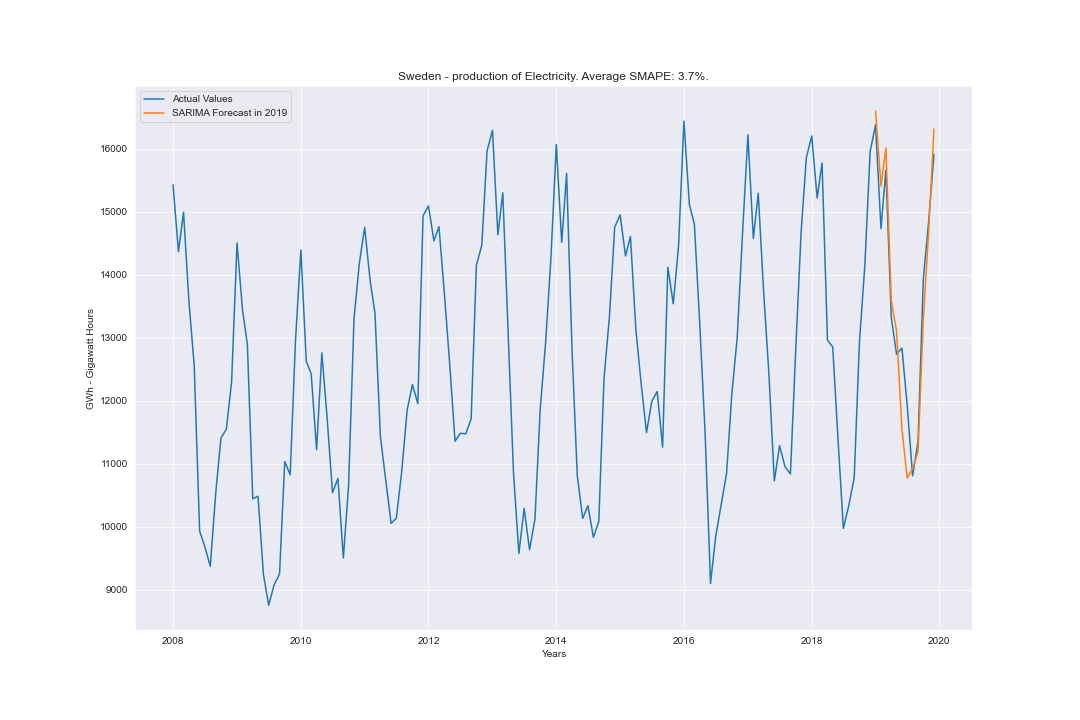 Sweden - production of Electricity. Average SMAPE: 3.7%.
Actual Values
SARIMA Forecast in 2019
16000
15000
14000
13000
12000
11000
10000
9000
GWh - Gigawatt Hours
2008 2010 2012 2014 2016 2018 2020
Years